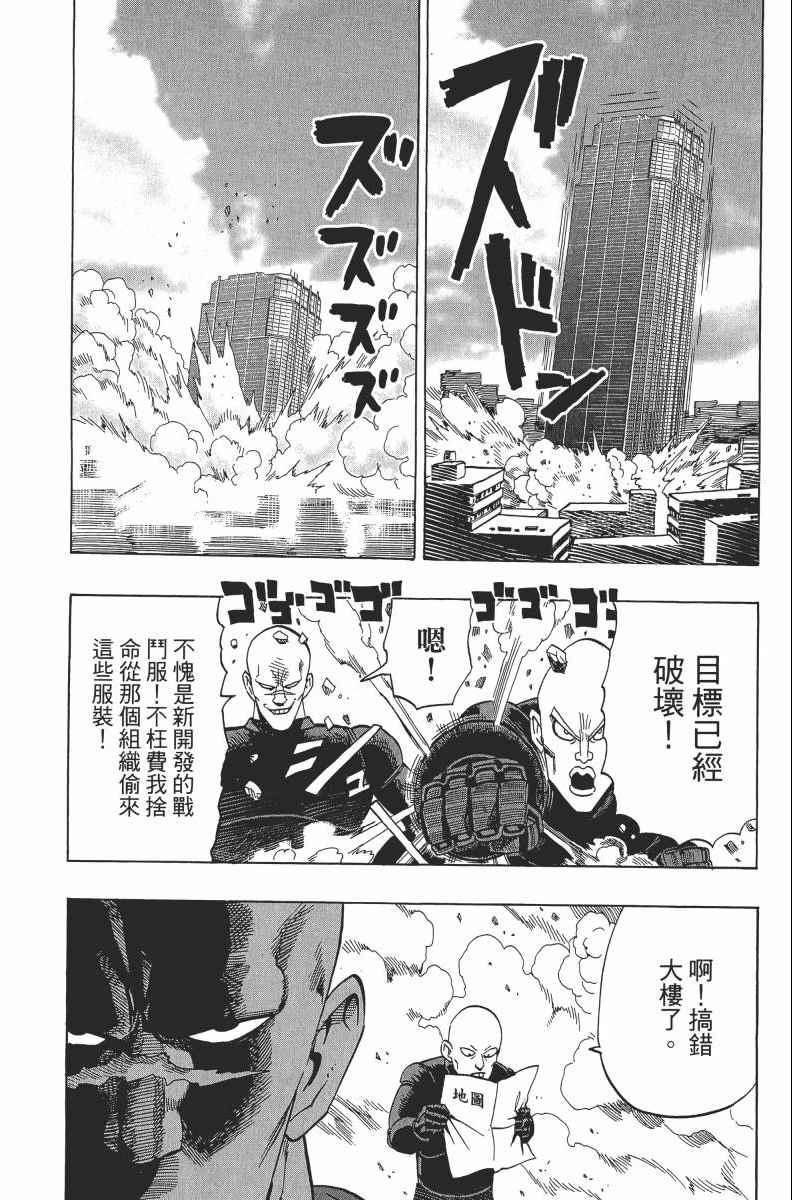 ズ
ズ
ドン
ズ
ズ
ズ
ズ
目標已經
破壞！
ゴゴゴゴ
嗯！
ゴゴゴゴゴ
不愧是新開發的戰
鬥服！不枉費我捨
命從那個組織偷來
這些服裝！
シュ
啊！搞錯
大樓了。
地圖